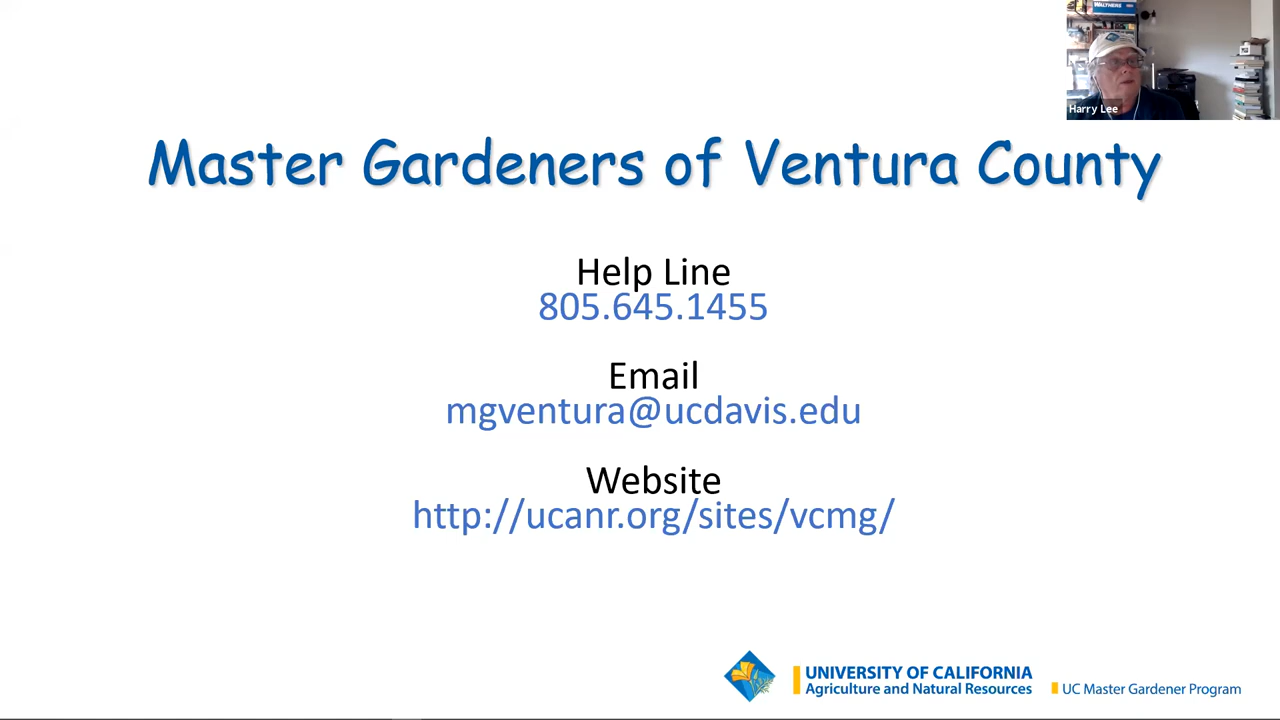 WALTHERS
Harry Lee
Master Gardeners of Ventura County
Help Line
805.645.1455
Email
mgventura@ucdavis.edu
Website
http://ucanr.org/sites/vcmg/
UNIVERSITY OF CALIFORNIA
Agriculture and Natural Resources
UC Master Gardener Program